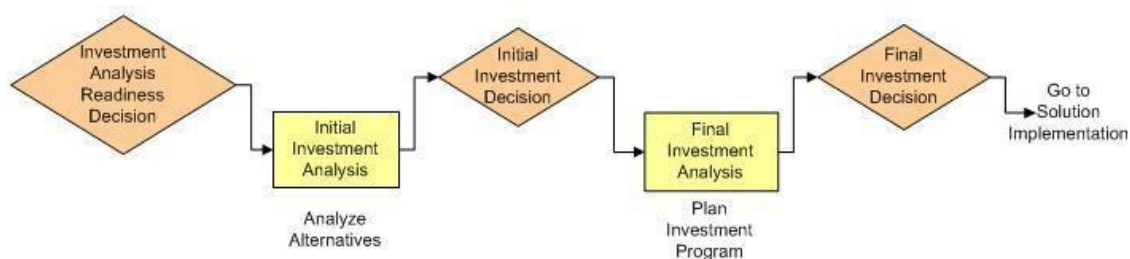 Investment
Analysis
Readiness
Decision
Initial
Investment
Analysis
Analyze
Alternatives
Initial
Investment
Decision
Final
Investment
Analysis
Plan
Investment
Program
Final
Investment
Decision
Go to
Solution
Implementation